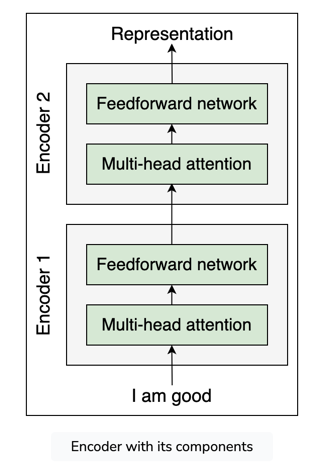 Representation
Encoder 2
Feedforward network
Multi-head attention
Encoder 1
Feedforward network
Multi-head attention
I am good
Encoder with its components